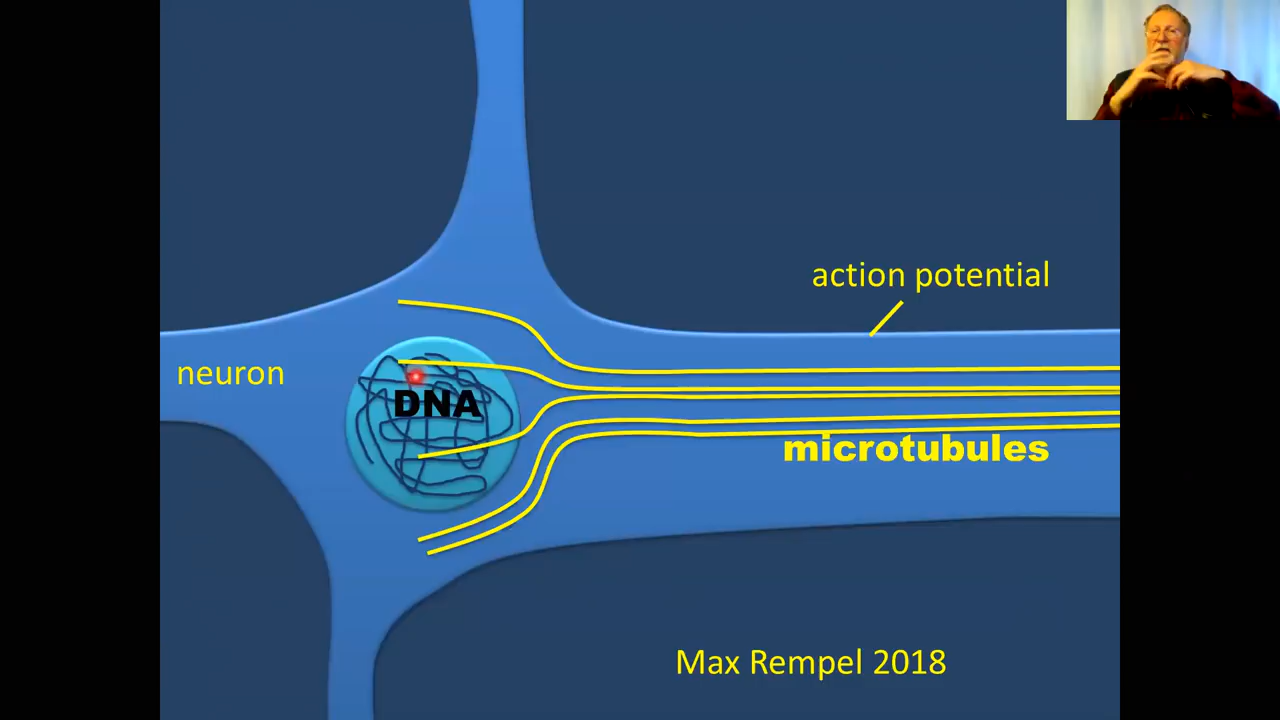 action potential
neuron
DNA
microtubules
Max Rempel 2018